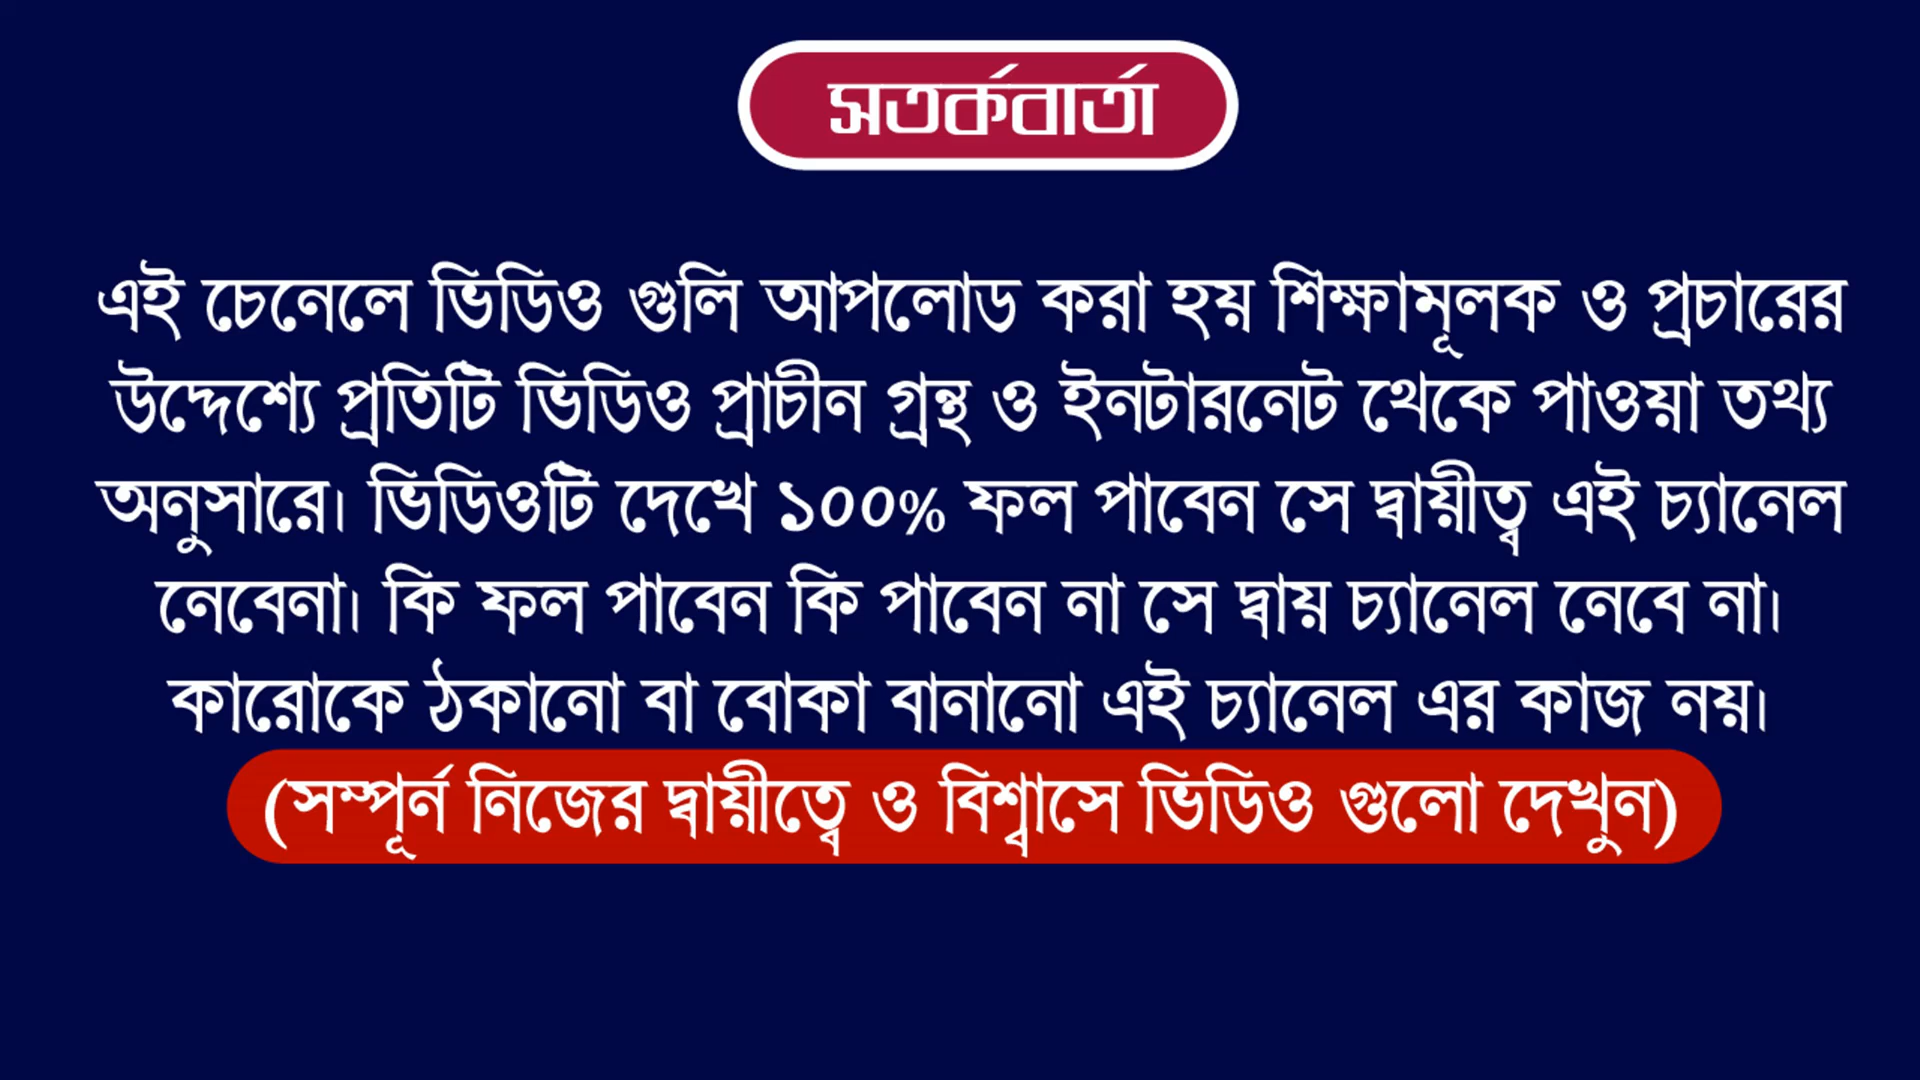 সতর্কবার্তা
এই চেনেলে ভিডিও গুলি আপলোড করা হয় শিক্ষামূলক ও প্রচারের
উদ্দেশ্যে প্রতিটি ভিডিও প্রাচীন গ্রন্থ ও ইনটারনেট থেকে পাওয়া তথ্য
অনুসারে। ভিডিওটি দেখে ১০০% ফল পাবেন সে দ্বায়ীত্ব এই চ্যানেল
নেবেনা। কি ফল পাবেন কি পাবেন না সে দ্বায় চ্যানেল নেবে না।
কারোকে ঠকানো বা বোকা বানানো এই চ্যানেল এর কাজ নয়।
(সম্পূর্ন নিজের দ্বায়ীত্বে ও বিশ্বাসে ভিডিও গুলো দেখুন)